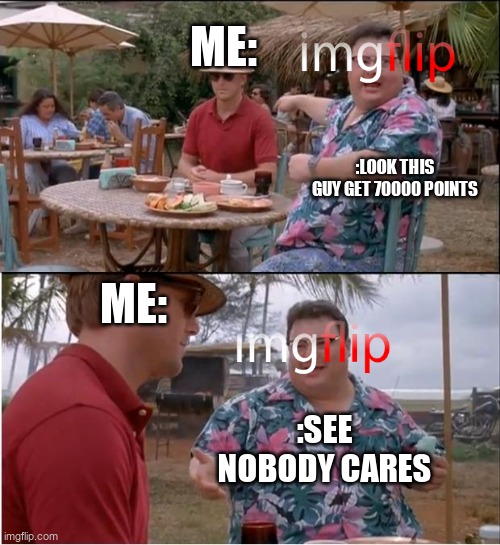 ME:
imgflip
:LOOK THIS
GUY GET 70000 POINTS
ME:
imgflip
:SEE
NOBODY CARES
imgflip.com